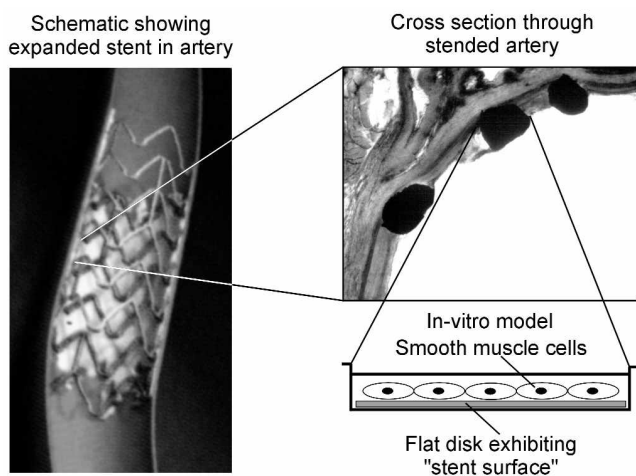 Schematic showing
expanded stent in artery
Cross section through
stended artery
In-vitro model
Smooth muscle cells
Flat disk exhibiting
"stent surface"